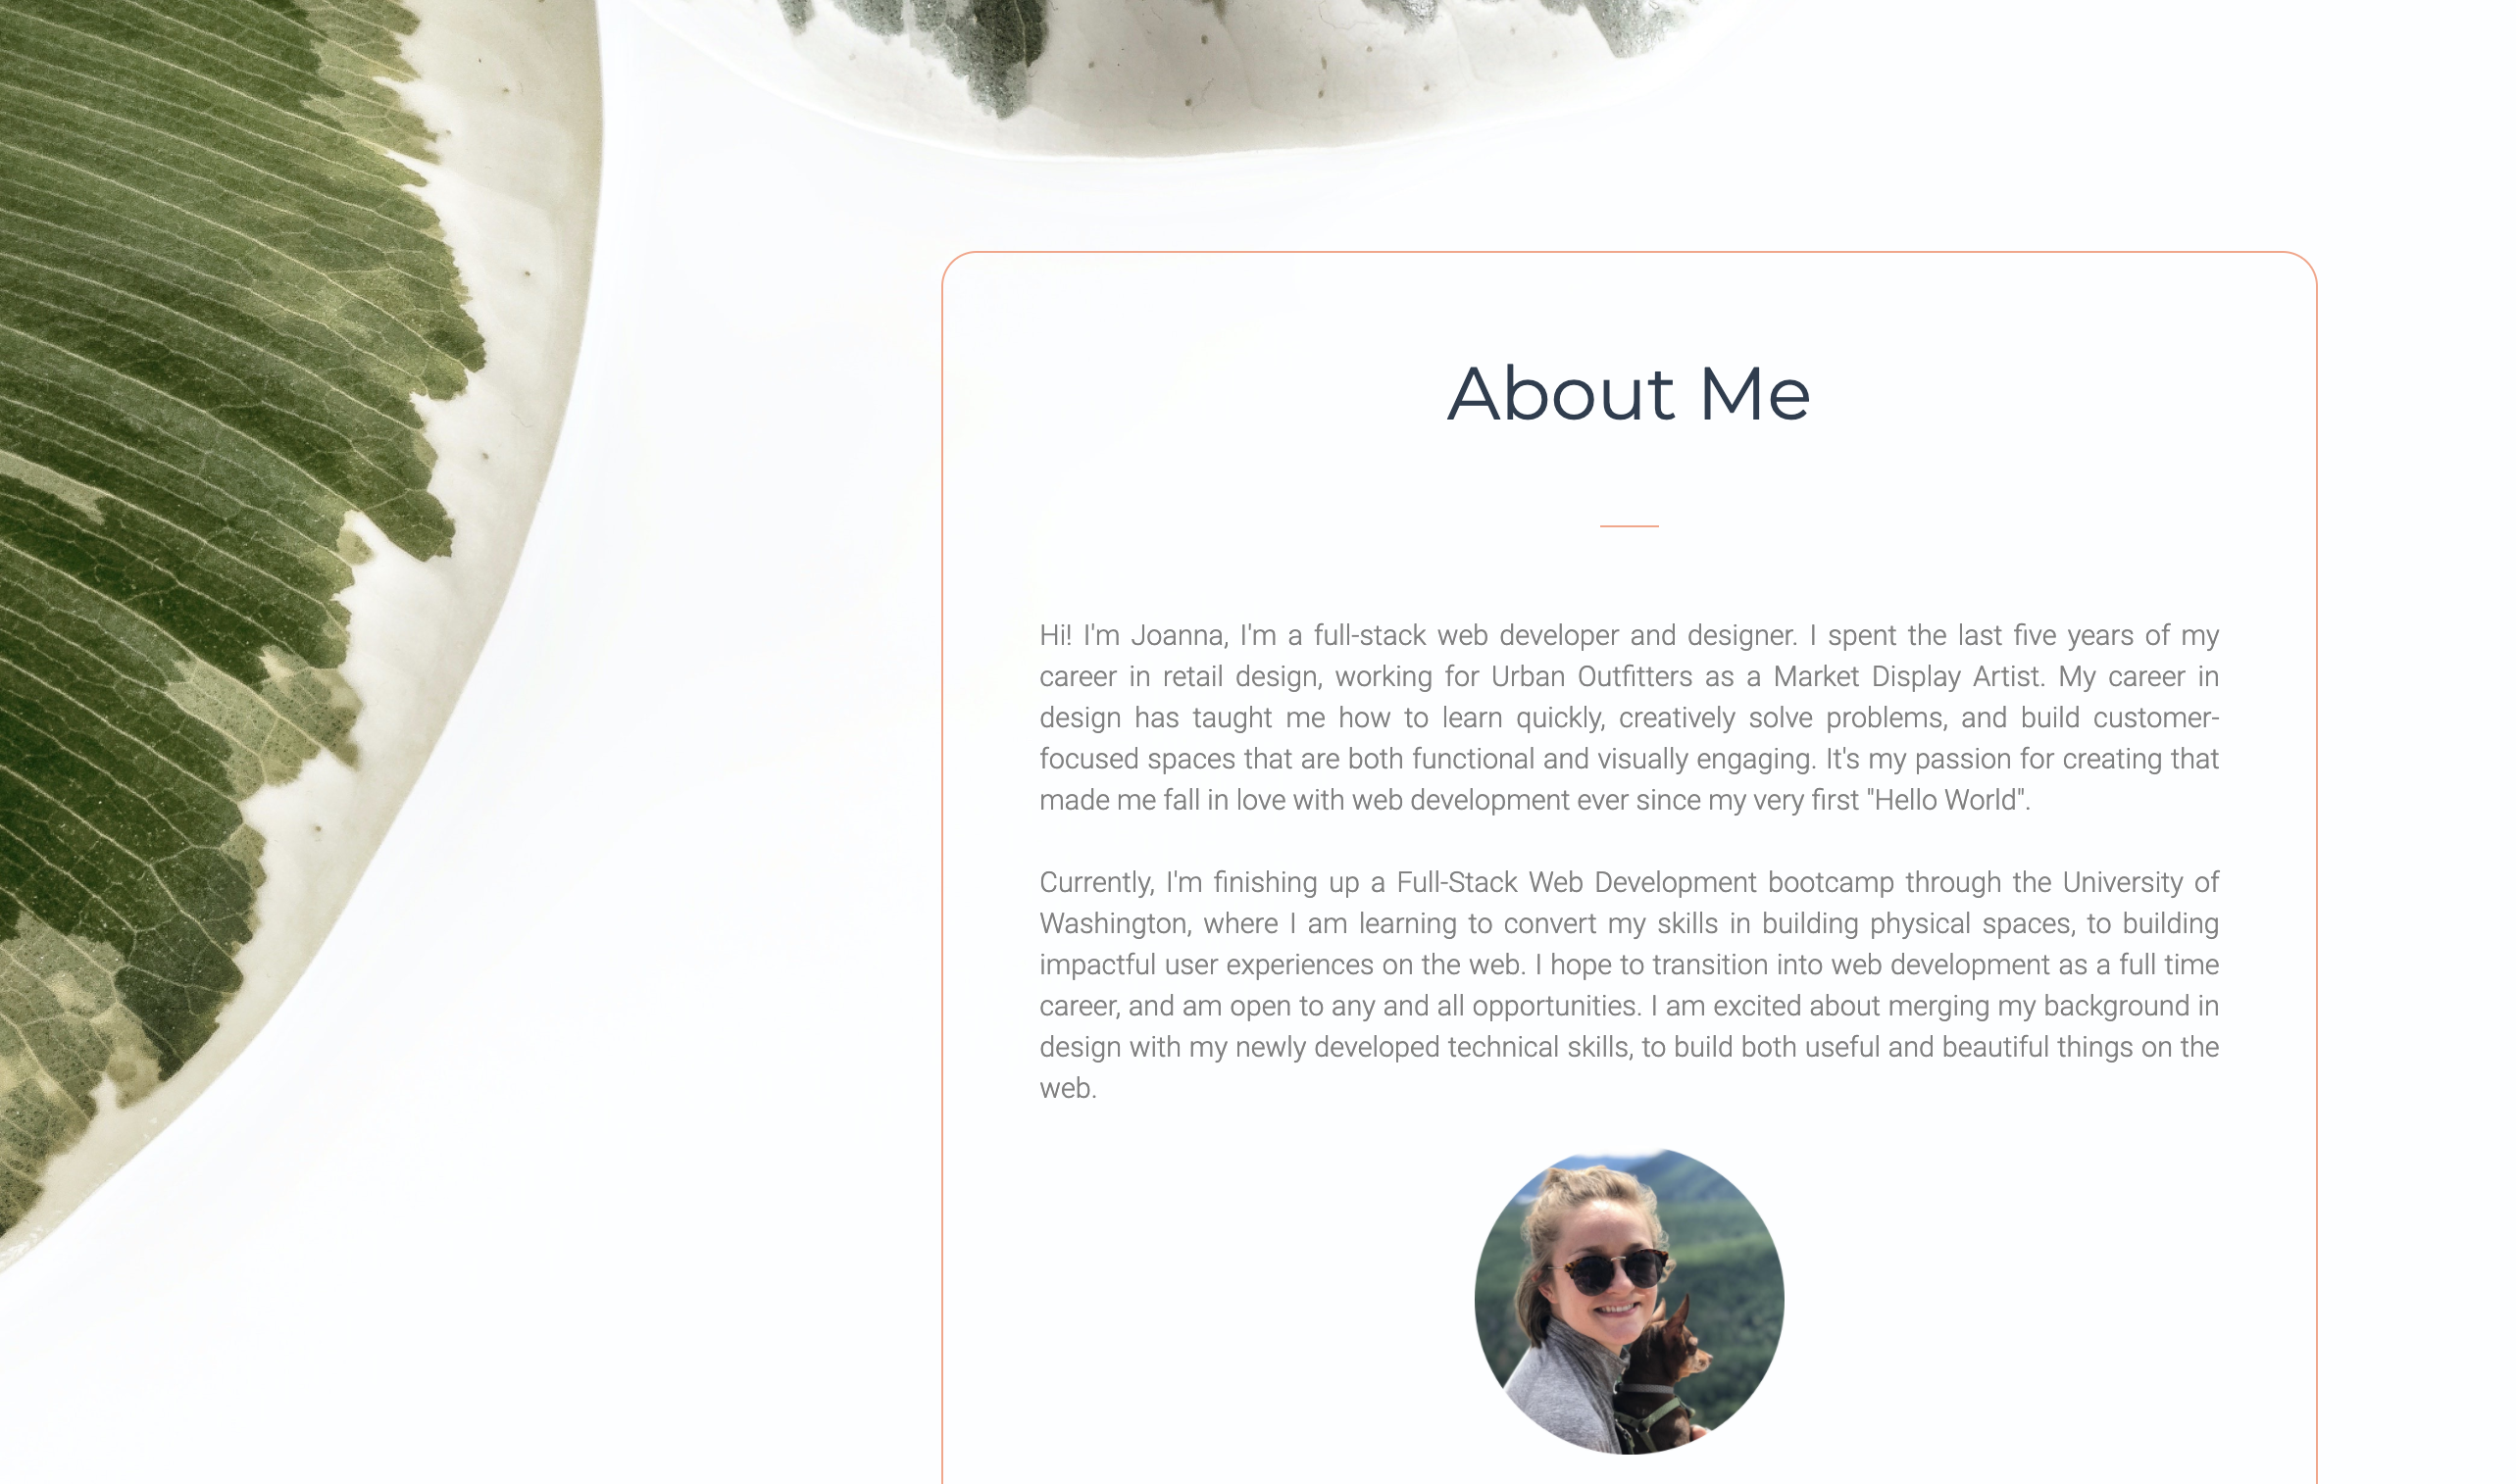 About Me
Hi! I'm Joanna, I'm a full-stack web developer and designer. I spent the last five years of my
career in retail design, working for Urban Outfitters as a Market Display Artist. My career in
design has taught me how to learn quickly, creatively solve problems, and build customer-
focused spaces that are both functional and visually engaging. It's my passion for creating that
made me fall in love with web development ever since my very first "Hello World".
Currently, I'm finishing up a Full-Stack Web Development bootcamp through the University of
Washington, where I am learning to convert my skills in building physical spaces, to building
impactful user experiences on the web. I hope to transition into web development as a full time
career, and am open to any and all opportunities. I am excited about merging my background in
design with my newly developed technical skills, to build both useful and beautiful things on the
web.